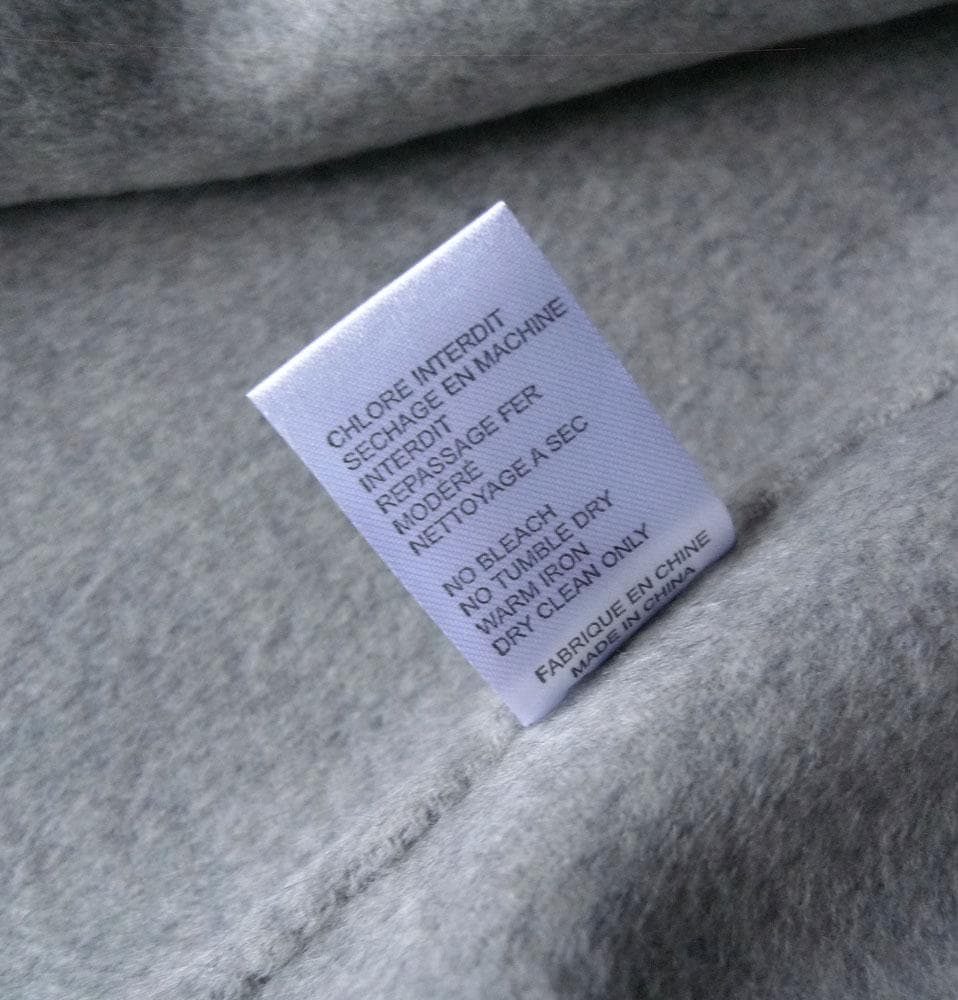 CHLORE INTERDIT
SECHAGE EN MACHINE
INTERDIT
REPASSAGE FER
MODÉRÉ
NETTOYAGE A SEC
NO BLEACH
NO TUMBLE DRY
WARM IRON
DRY CLEAN ONLY
FABRIQUE EN CHINE
MADE IN CHINA